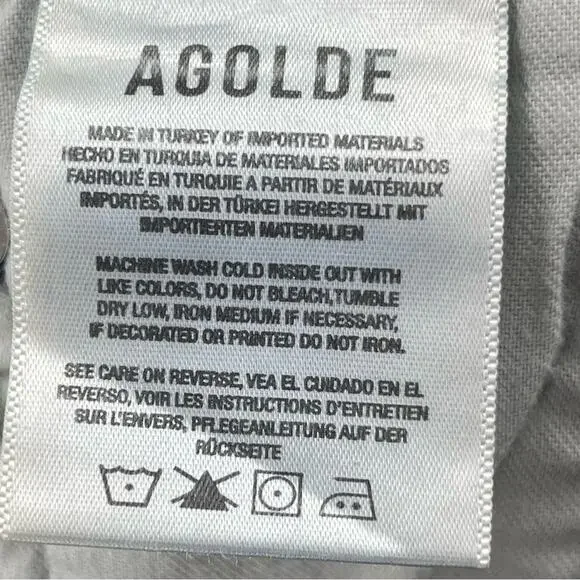 AGOLDE
MADE IN TURKEY OF IMPORTED MATERIALS
HECHO EN TURQUIA DE MATERIALES IMPORTADOS
FABRIQUÉ EN TURQUIE A PARTIR DE MATÉRIAUX
IMPORTÉS, IN DER TÜRKEI HERGESTELLT MIT
IMPORTIERTEN MATERIALIEN
MACHINE WASH COLD INSIDE OUT WITH
LIKE COLORS, DO NOT BLEACH,TUMBLE
DRY LOW, IRON MEDIUM IF NECESSARY,
IF DECORATED OR PRINTED DO NOT IRON.
SEE CARE ON REVERSE, VEA EL CUIDADO EN EL
REVERSO, VOIR LES INSTRUCTIONS D'ENTRETIEN
SUR L'ENVERS, PFLEGEANLEITUNG AUF DER
RÜCKSEITE